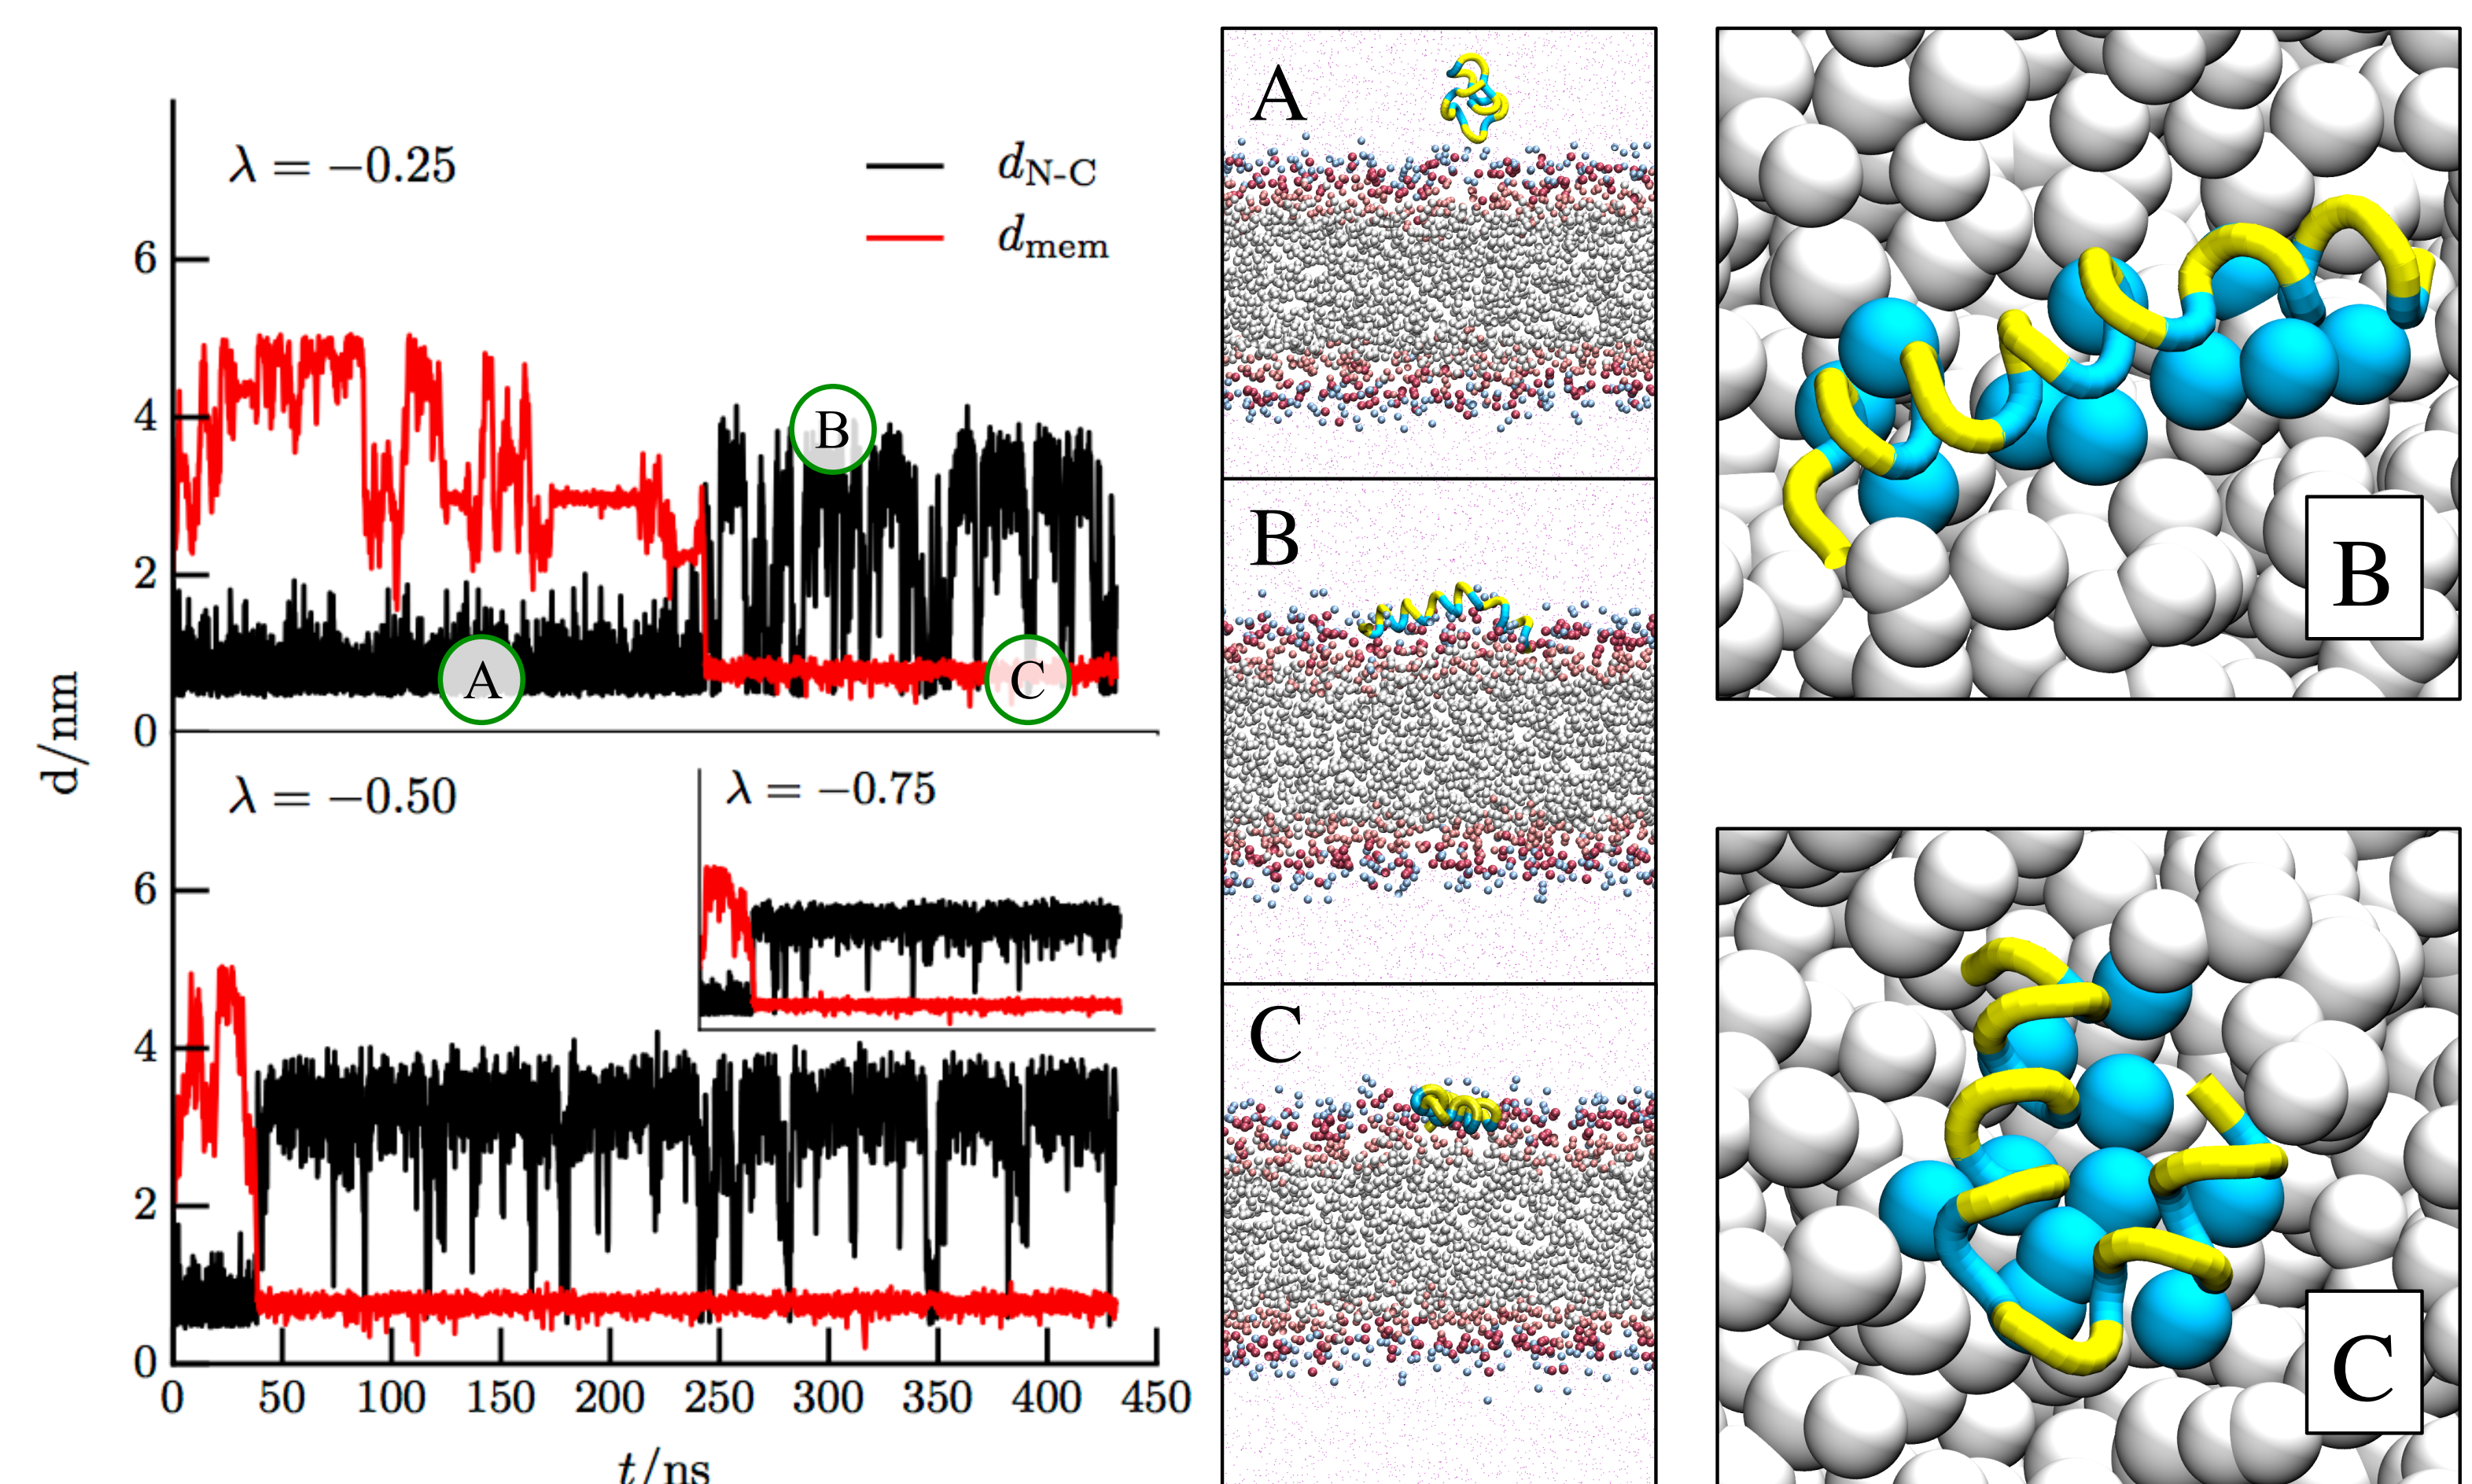 λ = −0.25
d_N-C
d_mem
6
4
2
0
A
B
C
d/nm
λ = −0.50
λ = −0.75
6
4
2
0
0 50 100 150 200 250 300 350 400 450
t/ns
A
B
C
B
C